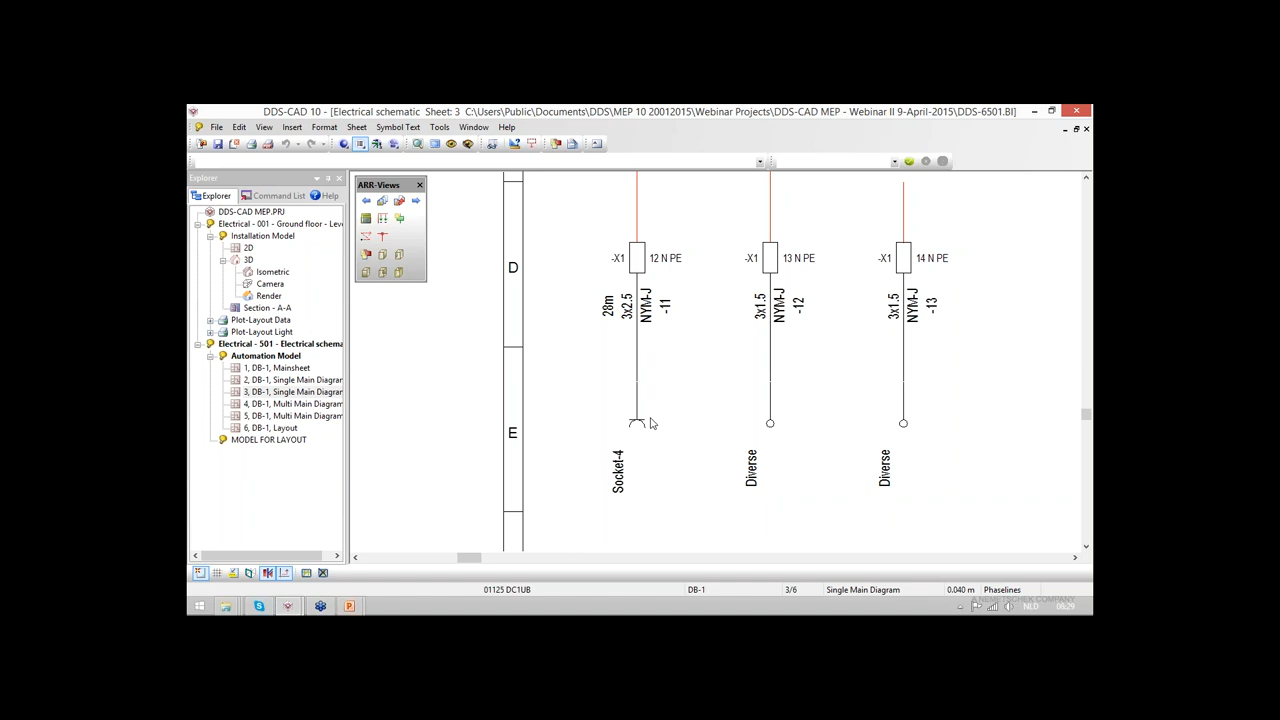 DDS-CAD 10 - [Electrical schematic Sheet: 3 C:\Users\Public\Documents\DDS\MEP 10 20012015\Webinar Projects\DDS-CAD MEP - Webinar II 9-April-2015\DDS-6501.BI]
File Edit View Insert Format Sheet Symbol Text Tools Window Help
Explorer
Explorer Command List Help
DDS-CAD MEP.PRJ
Electrical - 001 - Ground floor - Leve
Installation Model
2D
3D
Isometric
Camera
Render
Section - A-A
Plot-Layout Data
Plot-Layout Light
Electrical - 501 - Electrical schema
Automation Model
1, DB-1, Mainsheet
2, DB-1, Single Main Diagram
3, DB-1, Single Main Diagram
4, DB-1, Multi Main Diagram
5, DB-1, Multi Main Diagram
6, DB-1, Layout
MODEL FOR LAYOUT
ARR-Views
D
E
-X1 12 N PE
28m
3x2.5
NYM-J
-11
Socket-4
-X1 13 N PE
3x1.5
NYM-J
-12
Diverse
-X1 14 N PE
3x1.5
NYM-J
-13
Diverse
01125 DC1UB DB-1 3/6 Single Main Diagram 0.040 m Phaselines
A NEMETSCHEK COMPANY
NLD 08:29